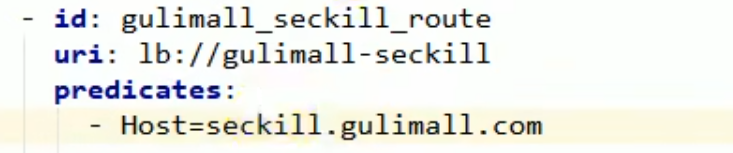 - id: gulimall_seckill_route
uri: lb://gulimall-seckill
predicates:
- Host=seckill.gulimall.com